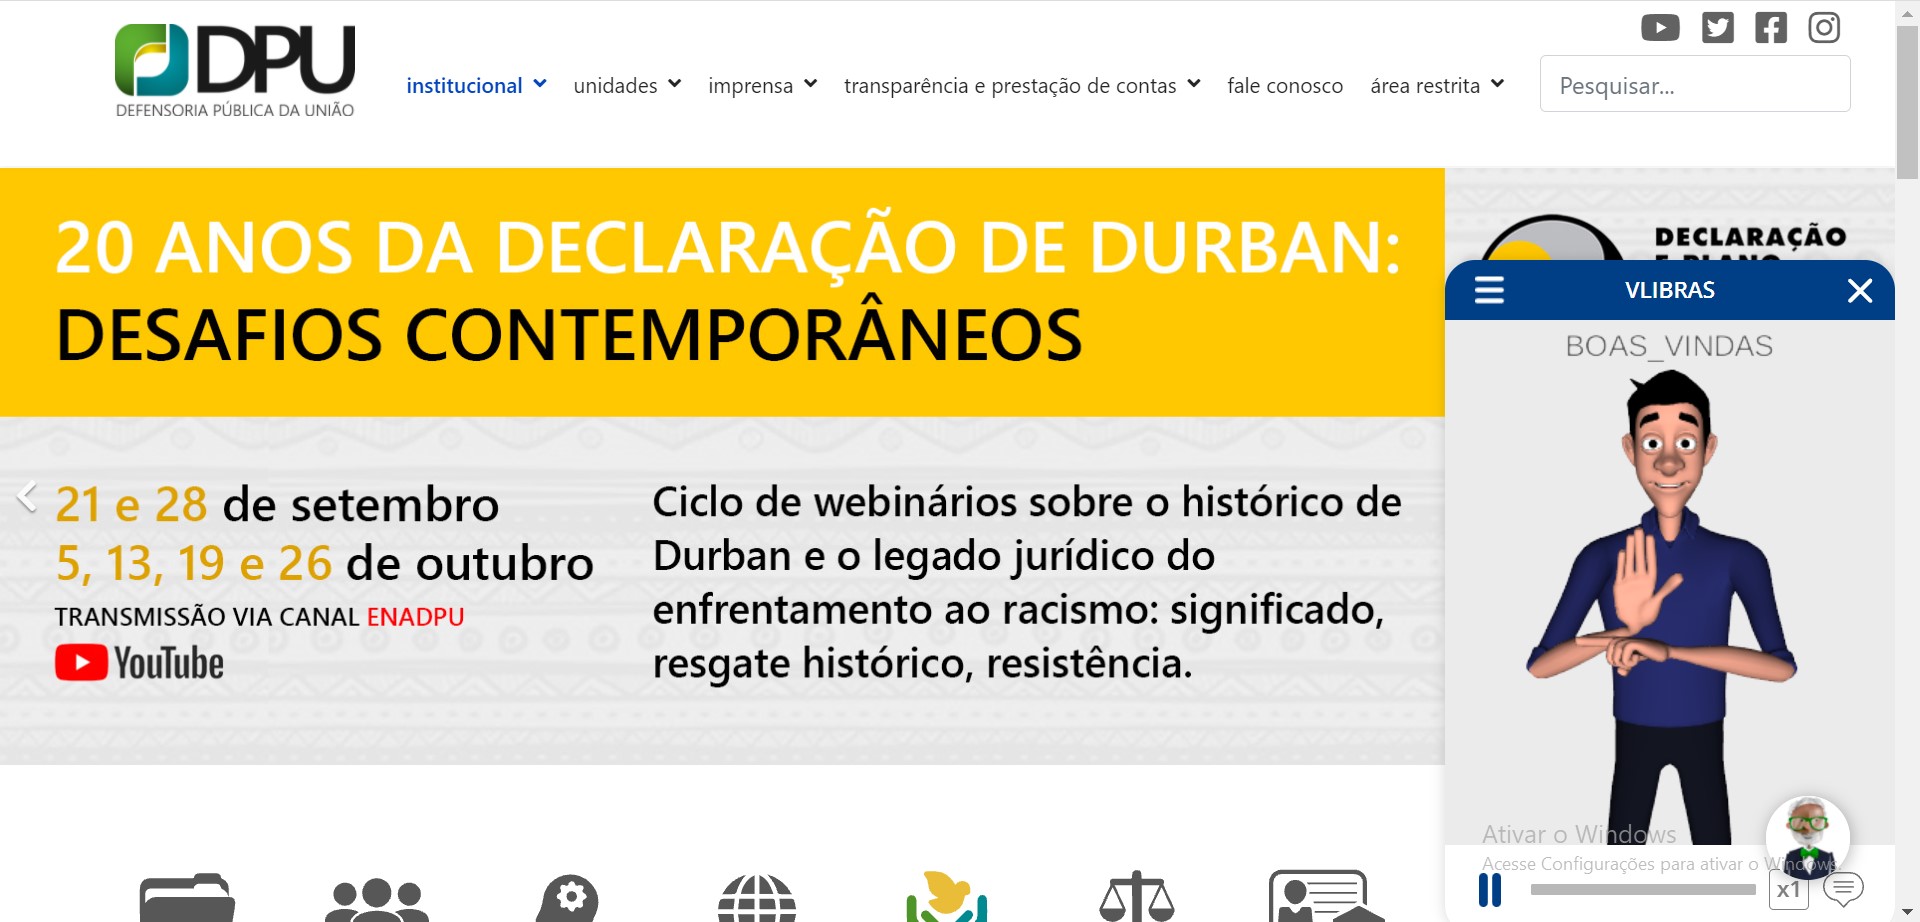 DPU
DEFENSORIA PÚBLICA DA UNIÃO
institucional unidades imprensa transparência e prestação de contas fale conosco área restrita
Pesquisar...
20 ANOS DA DECLARAÇÃO DE DURBAN:
DESAFIOS CONTEMPORÂNEOS
21 e 28 de setembro
5, 13, 19 e 26 de outubro
TRANSMISSÃO VIA CANAL ENADPU
YouTube
Ciclo de webinários sobre o histórico de
Durban e o legado jurídico do
enfrentamento ao racismo: significado,
resgate histórico, resistência.
DECLARAÇÃO
E PLANO
VLIBRAS
BOAS_VINDAS
Ativar o Windows
Acesse Configurações para ativar o Windows.
x1